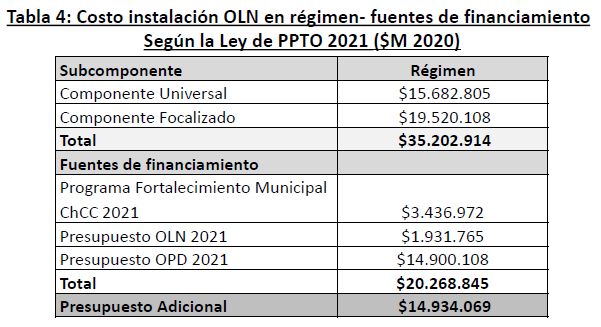 Tabla 4: Costo instalación OLN en régimen- fuentes de financiamiento
Según la Ley de PPTO 2021 ($M 2020)
Subcomponente Régimen
Componente Universal $15.682.805
Componente Focalizado $19.520.108
Total $35.202.914
Fuentes de financiamiento
Programa Fortalecimiento Municipal
ChCC 2021 $3.436.972
Presupuesto OLN 2021 $1.931.765
Presupuesto OPD 2021 $14.900.108
Total $20.268.845
Presupuesto Adicional $14.934.069